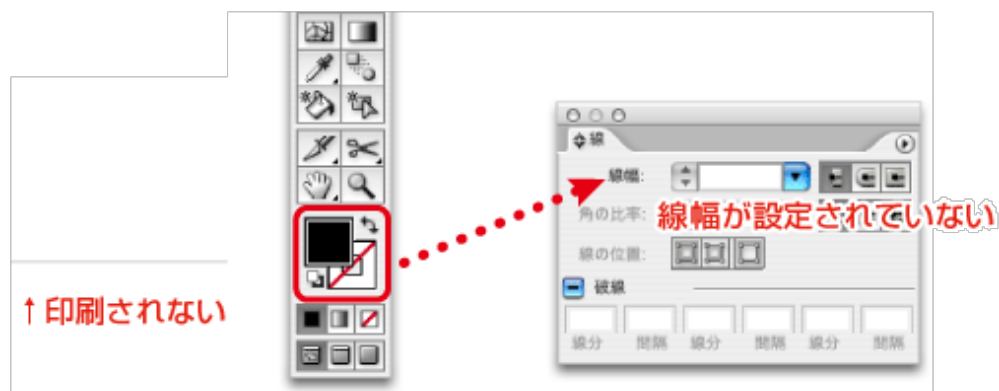 線
線幅:
角の比率:
線幅が設定されていない
線の位置:
↑印刷されない
破線
線分 間隔 線分 間隔 線分 間隔